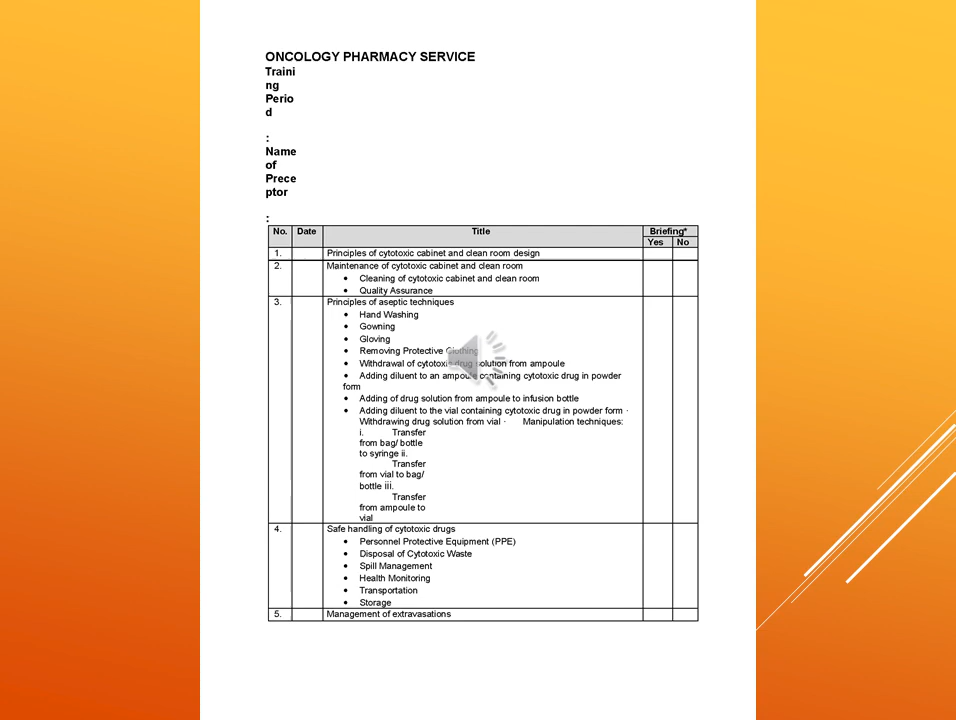 ONCOLOGY PHARMACY SERVICE
Traini
ng
Perio
d
:
Name
of
Prece
ptor
:
No. Date Title Briefing*
Yes No
1. Principles of cytotoxic cabinet and clean room design
2. Maintenance of cytotoxic cabinet and clean room
• Cleaning of cytotoxic cabinet and clean room
• Quality Assurance
3. Principles of aseptic techniques
• Hand Washing
• Gowning
• Gloving
• Removing Protective Clothing
• Withdrawal of cytotoxic drug solution from ampoule
• Adding diluent to an ampoule containing cytotoxic drug in powder
form
• Adding of drug solution from ampoule to infusion bottle
• Adding diluent to the vial containing cytotoxic drug in powder form ·
Withdrawing drug solution from vial · Manipulation techniques:
i. Transfer
from bag/ bottle
to syringe ii.
Transfer
from vial to bag/
bottle iii.
Transfer
from ampoule to
vial
4. Safe handling of cytotoxic drugs
• Personnel Protective Equipment (PPE)
• Disposal of Cytotoxic Waste
• Spill Management
• Health Monitoring
• Transportation
• Storage
5. Management of extravasations